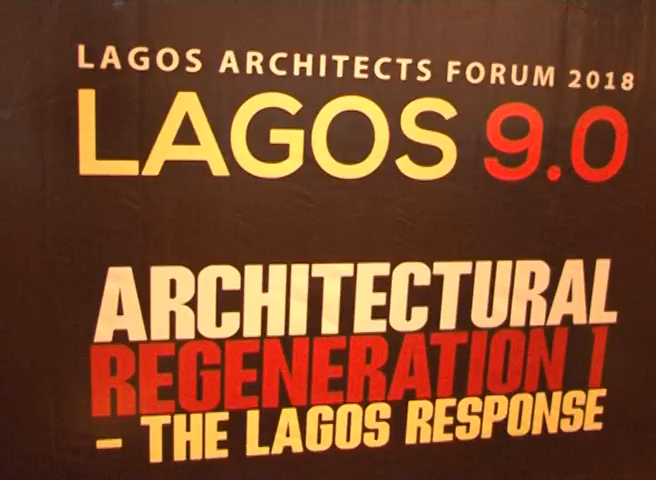 LAGOS ARCHITECTS FORUM 2018
LAGOS 9.0
ARCHITECTURAL
REGENERATION 1
– THE LAGOS RESPONSE